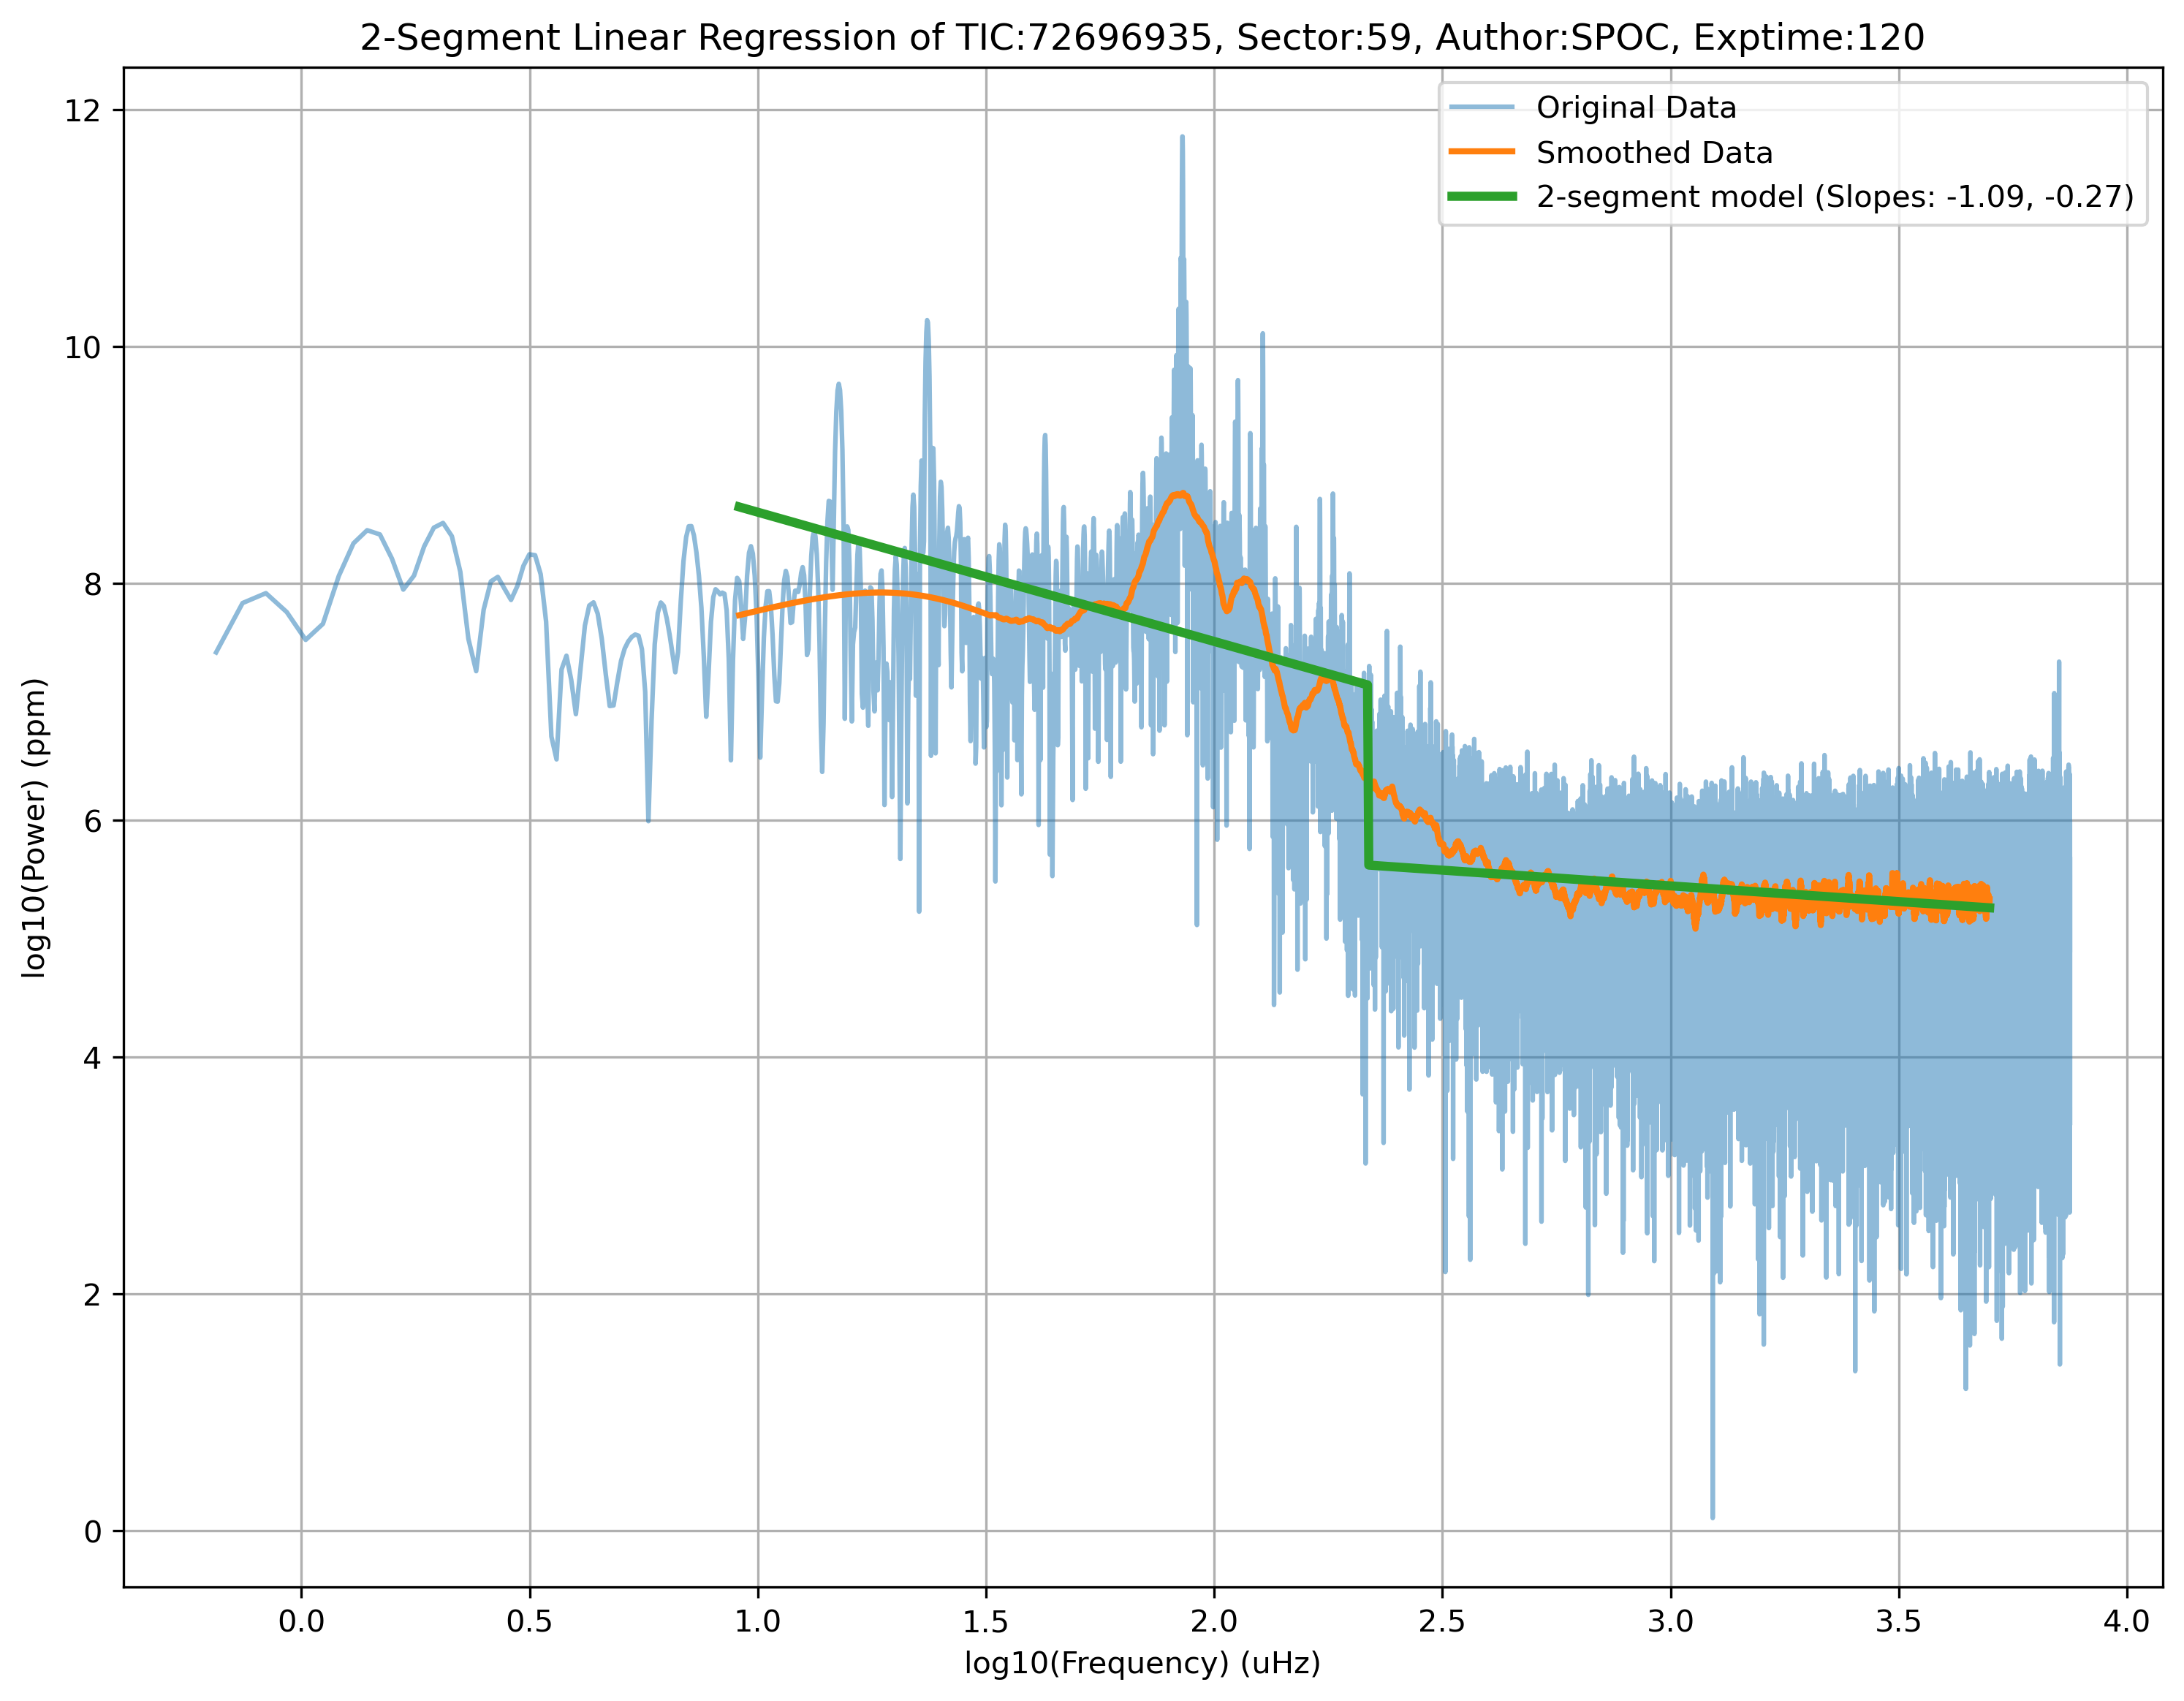 2-Segment Linear Regression of TIC:72696935, Sector:59, Author:SPOC, Exptime:120
Original Data
Smoothed Data
2-segment model (Slopes: -1.09, -0.27)
log10(Power) (ppm)
12
10
8
6
4
2
0
0.0 0.5 1.0 1.5 2.0 2.5 3.0 3.5 4.0
log10(Frequency) (uHz)